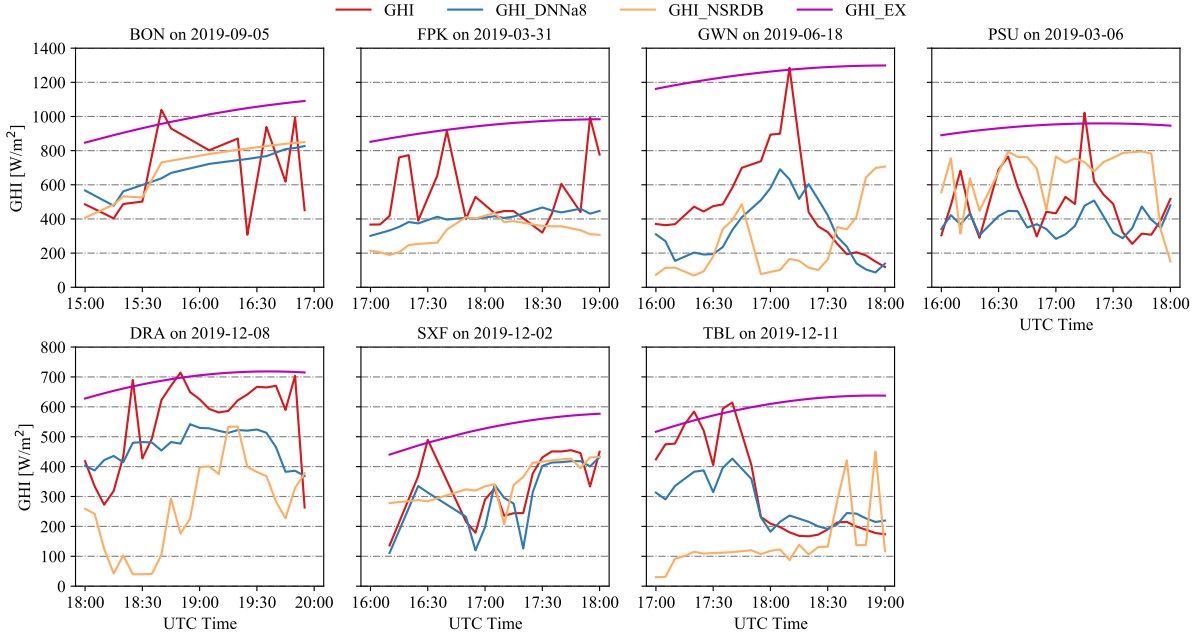 GHI GHI_DNNa8 GHI_NSRDB GHI_EX
BON on 2019-09-05 FPK on 2019-03-31 GWN on 2019-06-18 PSU on 2019-03-06
GHI [W/m²]
1400
1200
1000
800
600
400
200
0
15:00 15:30 16:00 16:30 17:00
17:00 17:30 18:00 18:30 19:00
16:00 16:30 17:00 17:30 18:00
16:00 16:30 17:00 17:30 18:00
UTC Time
DRA on 2019-12-08 SXF on 2019-12-02 TBL on 2019-12-11
GHI [W/m²]
800
700
600
500
400
300
200
100
0
18:00 18:30 19:00 19:30 20:00
16:00 16:30 17:00 17:30 18:00
17:00 17:30 18:00 18:30 19:00
UTC Time UTC Time UTC Time